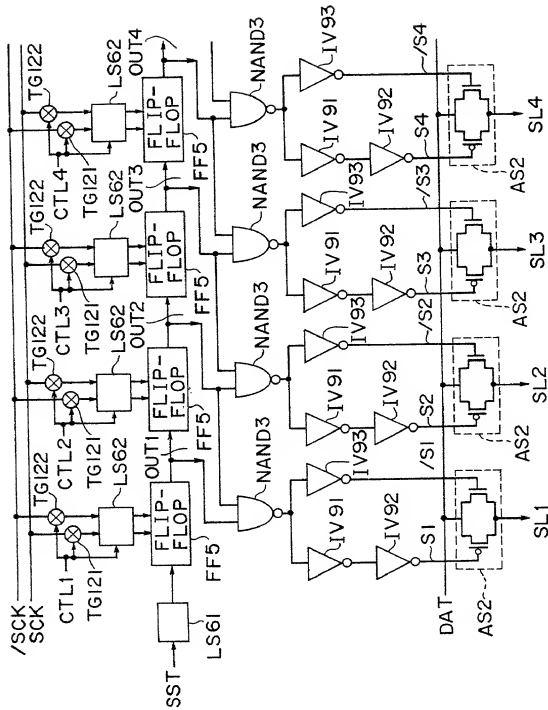 /SCK
SCK
TG122
CTL1
TG121
LS62
TG122
CTL2
TG121
LS62
TG122
CTL3
TG121
LS62
TG122
CTL4
TG121
LS62
SST
LS61
FLIP-
FLOP
FF5
OUT1
FLIP-
FLOP
FF5
OUT2
FLIP-
FLOP
FF5
OUT3
FLIP-
FLOP
FF5
OUT4
NAND3
NAND3
NAND3
NAND3
IV91
IV92
IV93
IV91
IV92
IV93
IV91
IV92
IV93
IV91
IV92
IV93
S1
/S1
S2
/S2
S3
/S3
S4
/S4
DAT
AS2
AS2
AS2
AS2
SL1
SL2
SL3
SL4